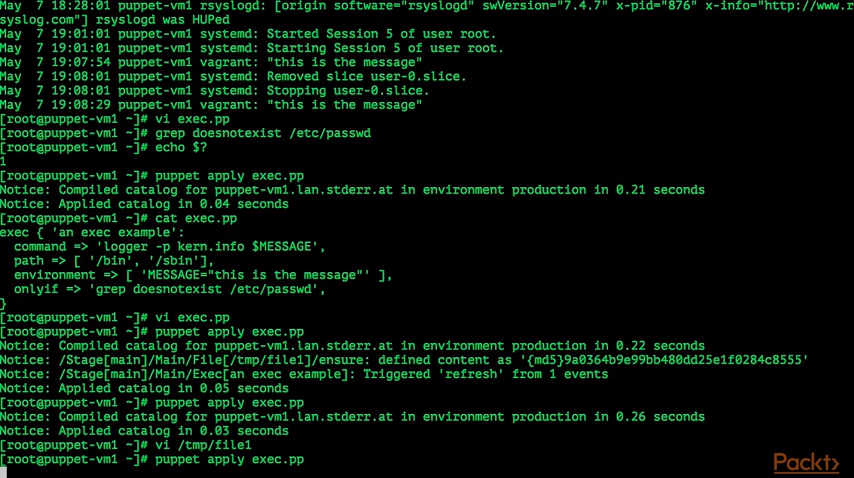 May  7 18:28:01 puppet-vm1 rsyslogd: [origin software="rsyslogd" swVersion="7.4.7" x-pid="876" x-info="http://www.r
syslog.com"] rsyslogd was HUPed
May  7 19:01:01 puppet-vm1 systemd: Started Session 5 of user root.
May  7 19:01:01 puppet-vm1 systemd: Starting Session 5 of user root.
May  7 19:07:54 puppet-vm1 vagrant: "this is the message"
May  7 19:08:01 puppet-vm1 systemd: Removed slice user-0.slice.
May  7 19:08:01 puppet-vm1 systemd: Stopping user-0.slice.
May  7 19:08:29 puppet-vm1 vagrant: "this is the message"
[root@puppet-vm1 ~]# vi exec.pp
[root@puppet-vm1 ~]# grep doesnotexist /etc/passwd
[root@puppet-vm1 ~]# echo $?
1
[root@puppet-vm1 ~]# puppet apply exec.pp
Notice: Compiled catalog for puppet-vm1.lan.stderr.at in environment production in 0.21 seconds
Notice: Applied catalog in 0.04 seconds
[root@puppet-vm1 ~]# cat exec.pp
exec { 'an exec example':
  command => 'logger -p kern.info $MESSAGE',
  path => [ '/bin', '/sbin'],
  environment => [ 'MESSAGE="this is the message"' ],
  onlyif => 'grep doesnotexist /etc/passwd',
}
[root@puppet-vm1 ~]# vi exec.pp
[root@puppet-vm1 ~]# puppet apply exec.pp
Notice: Compiled catalog for puppet-vm1.lan.stderr.at in environment production in 0.22 seconds
Notice: /Stage[main]/Main/File[/tmp/file1]/ensure: defined content as '{md5}9a0364b9e99bb480dd25e1f0284c8555'
Notice: /Stage[main]/Main/Exec[an exec example]: Triggered 'refresh' from 1 events
Notice: Applied catalog in 0.05 seconds
[root@puppet-vm1 ~]# puppet apply exec.pp
Notice: Compiled catalog for puppet-vm1.lan.stderr.at in environment production in 0.26 seconds
Notice: Applied catalog in 0.03 seconds
[root@puppet-vm1 ~]# vi /tmp/file1
[root@puppet-vm1 ~]# puppet apply exec.pp
Packt>